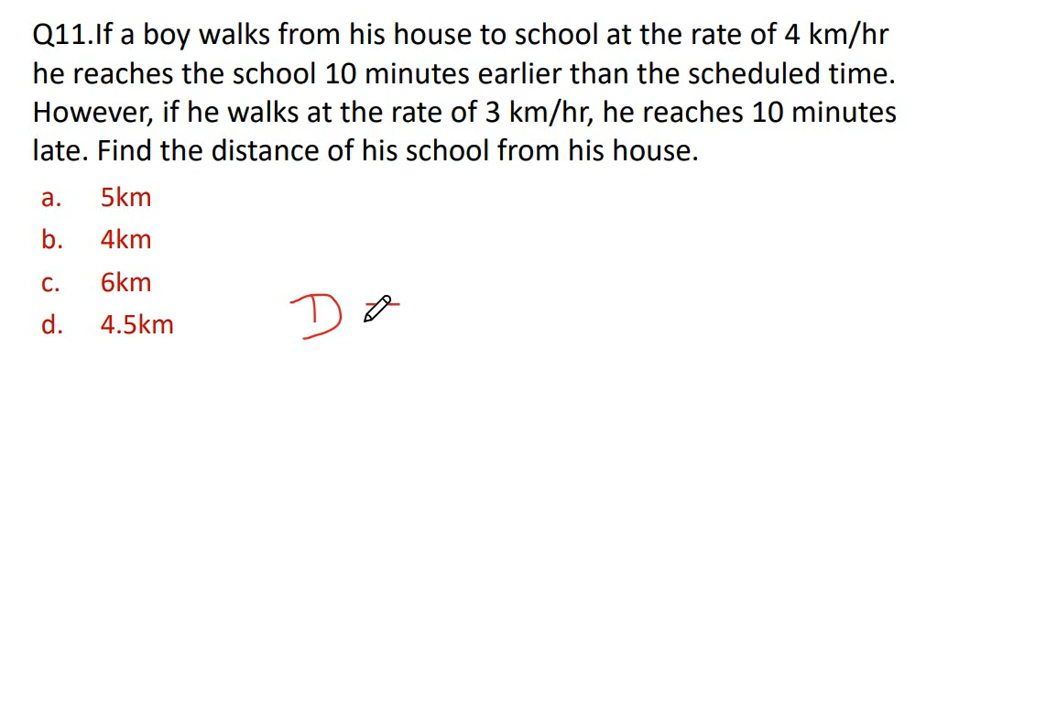 Q11.If a boy walks from his house to school at the rate of 4 km/hr
he reaches the school 10 minutes earlier than the scheduled time.
However, if he walks at the rate of 3 km/hr, he reaches 10 minutes
late. Find the distance of his school from his house.
a. 5km
b. 4km
c. 6km
d. 4.5km
D